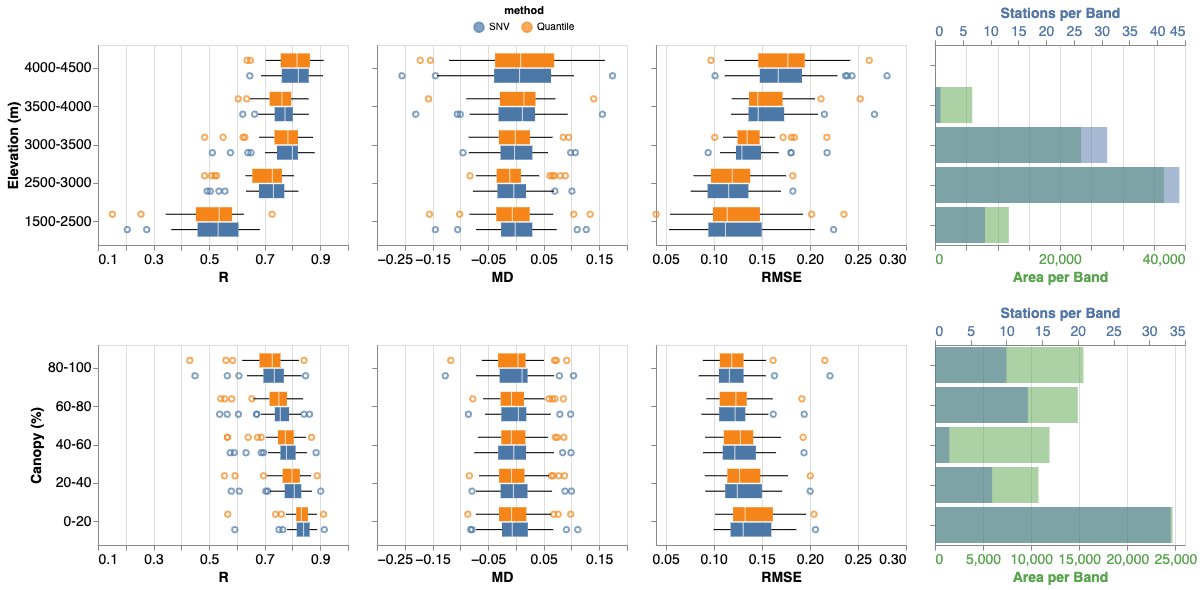 method
SNV Quantile
Stations per Band
0 5 10 15 20 25 30 35 40 45
Elevation (m)
4000-4500
3500-4000
3000-3500
2500-3000
1500-2500
0.1 0.3 0.5 0.7 0.9
R
−0.25 −0.15 −0.05 0.05 0.15
MD
0.05 0.10 0.15 0.20 0.25 0.30
RMSE
0 20,000 40,000
Area per Band
Stations per Band
0 5 10 15 20 25 30 35
Canopy (%)
80-100
60-80
40-60
20-40
0-20
0.1 0.3 0.5 0.7 0.9
R
−0.25 −0.15 −0.05 0.05 0.15
MD
0.05 0.10 0.15 0.20 0.25 0.30
RMSE
0 5,000 10,000 15,000 20,000 25,000
Area per Band